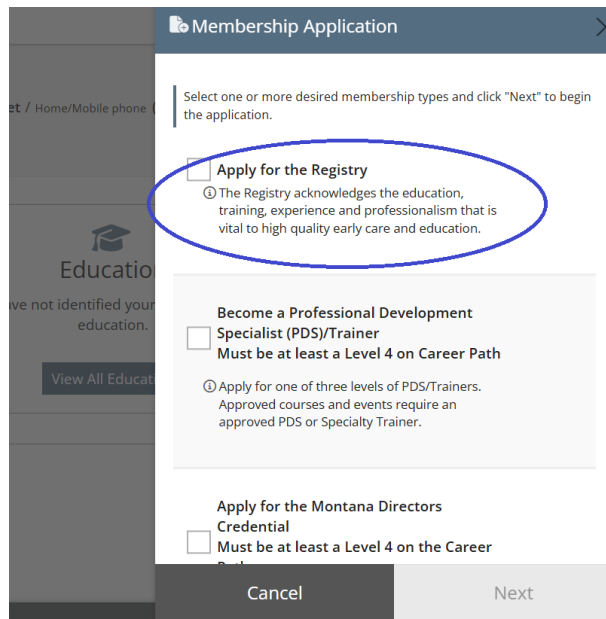 Membership Application
Select one or more desired membership types and click "Next" to begin
the application.
Apply for the Registry
The Registry acknowledges the education,
training, experience and professionalism that is
vital to high quality early care and education.
Become a Professional Development
Specialist (PDS)/Trainer
Must be at least a Level 4 on Career Path
Apply for one of three levels of PDS/Trainers.
Approved courses and events require an
approved PDS or Specialty Trainer.
Apply for the Montana Directors
Credential
Must be at least a Level 4 on the Career
Cancel
Next
/ Home/Mobile phone (
Educatio
not identified your
education.
View All Educati